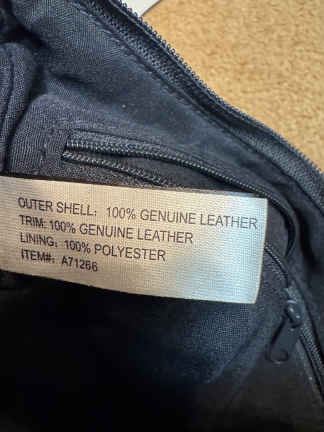 OUTER SHELL: 100% GENUINE LEATHER
TRIM: 100% GENUINE LEATHER
LINING: 100% POLYESTER
ITEM#: A71266